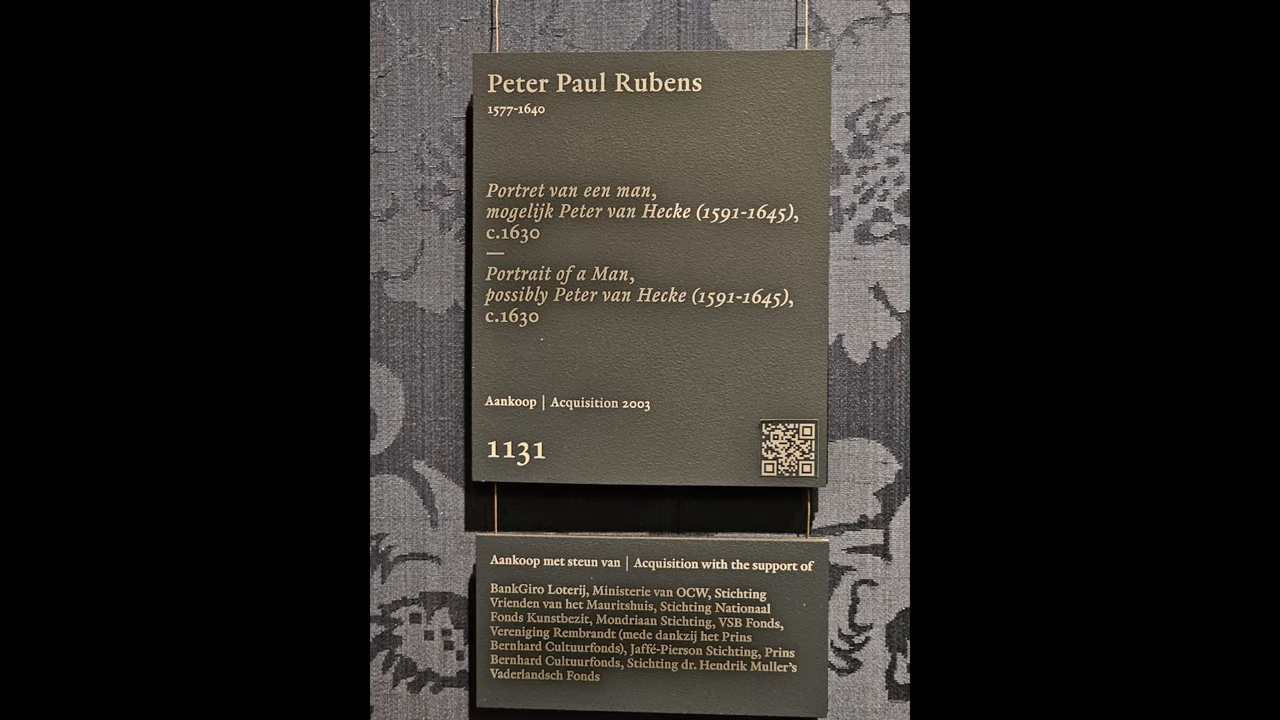 Peter Paul Rubens
1577-1640
Portret van een man,
mogelijk Peter van Hecke (1591-1645),
c.1630
—
Portrait of a Man,
possibly Peter van Hecke (1591-1645),
c.1630
Aankoop | Acquisition 2003
1131
Aankoop met steun van | Acquisition with the support of
BankGiro Loterij, Ministerie van OCW, Stichting
Vrienden van het Mauritshuis, Stichting Nationaal
Fonds Kunstbezit, Mondriaan Stichting, VSB Fonds,
Vereniging Rembrandt (mede dankzij het Prins
Bernhard Cultuurfonds), Jaffé-Pierson Stichting, Prins
Bernhard Cultuurfonds, Stichting dr. Hendrik Muller's
Vaderlandsch Fonds